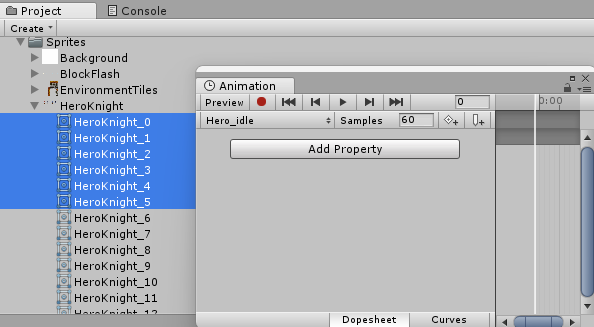 Project
Console
Create
Sprites
Background
BlockFlash
EnvironmentTiles
HeroKnight
HeroKnight_0
HeroKnight_1
HeroKnight_2
HeroKnight_3
HeroKnight_4
HeroKnight_5
HeroKnight_6
HeroKnight_7
HeroKnight_8
HeroKnight_9
HeroKnight_10
HeroKnight_11
Animation
Preview 0 0:00
Hero_idle Samples 60
Add Property
Dopesheet Curves